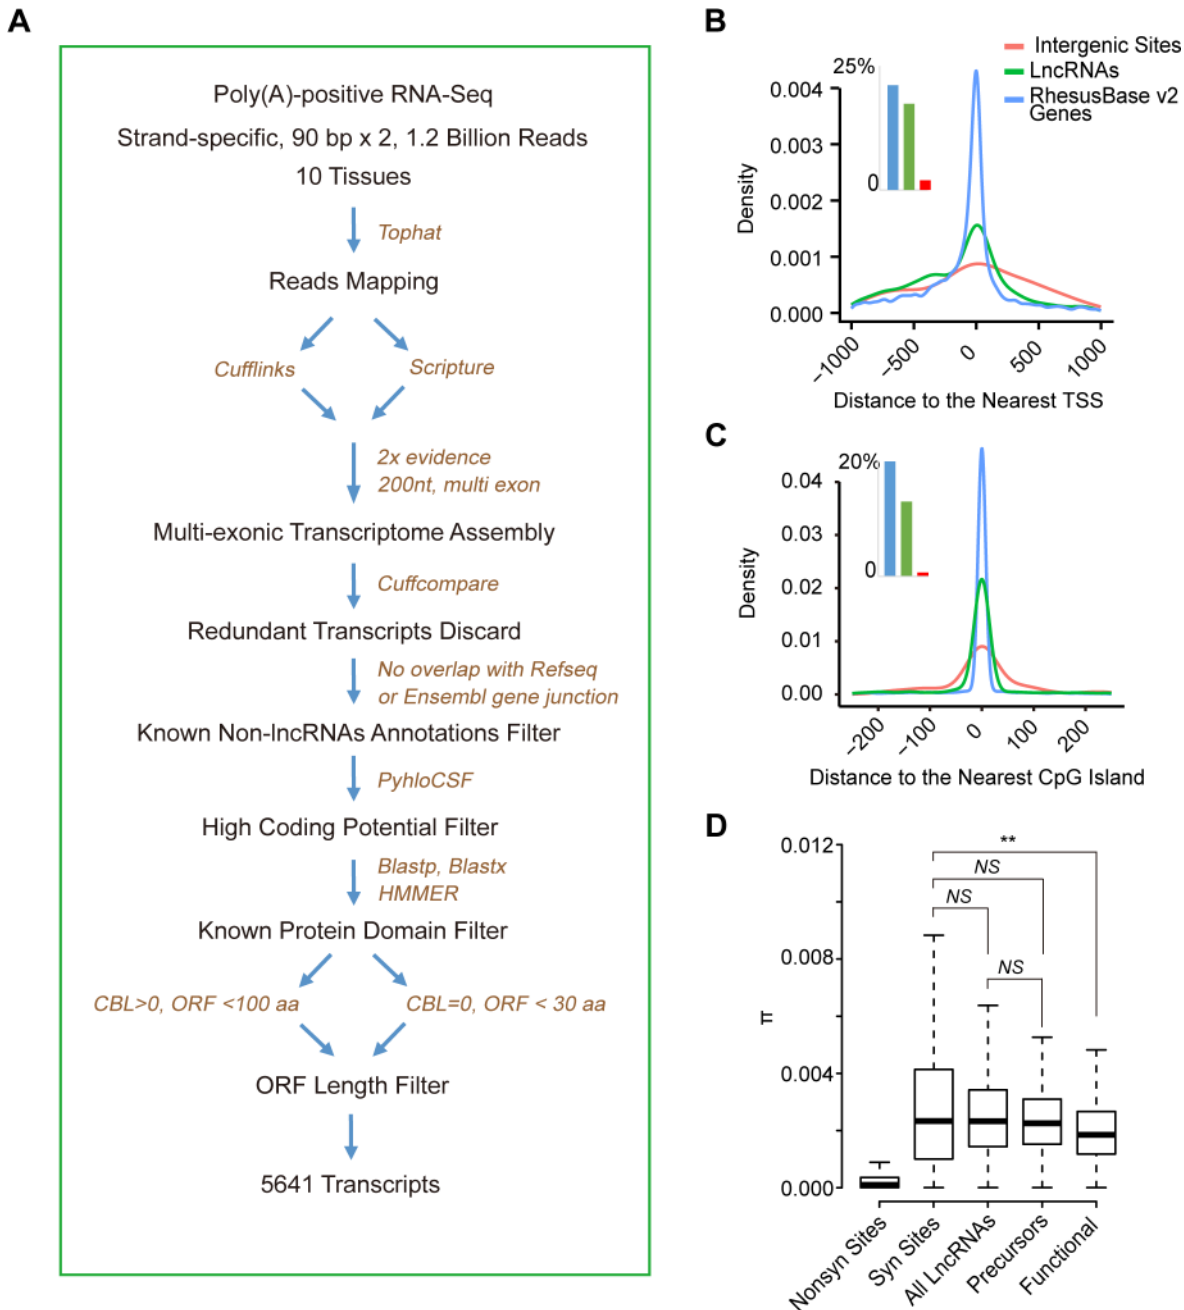 A
Poly(A)-positive RNA-Seq
Strand-specific, 90 bp x 2, 1.2 Billion Reads
10 Tissues
Tophat
Reads Mapping
Cufflinks
Scripture
2x evidence
200nt, multi exon
Multi-exonic Transcriptome Assembly
Cuffcompare
Redundant Transcripts Discard
No overlap with Refseq
or Ensembl gene junction
Known Non-lncRNAs Annotations Filter
PyhloCSF
High Coding Potential Filter
Blastp, Blastx
HMMER
Known Protein Domain Filter
CBL>0, ORF <100 aa
CBL=0, ORF < 30 aa
ORF Length Filter
5641 Transcripts
B
Intergenic Sites
LncRNAs
RhesusBase v2
Genes
25%
0
0.004
0.003
0.002
0.001
0.000
Density
−1000
−500
0
500
1000
Distance to the Nearest TSS
C
20%
0
0.04
0.03
0.02
0.01
0.00
Density
−200
−100
0
100
200
Distance to the Nearest CpG Island
D
0.012
0.008
0.004
0.000
π
**
NS
NS
NS
Nonsyn Sites
Syn Sites
All LncRNAs
Precursors
Functional